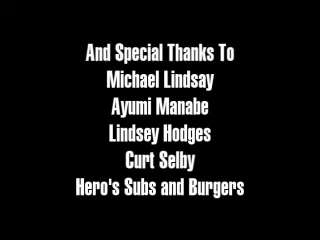 And Special Thanks To
Michael Lindsay
Ayumi Manabe
Lindsey Hodges
Curt Selby
Hero's Subs and Burgers